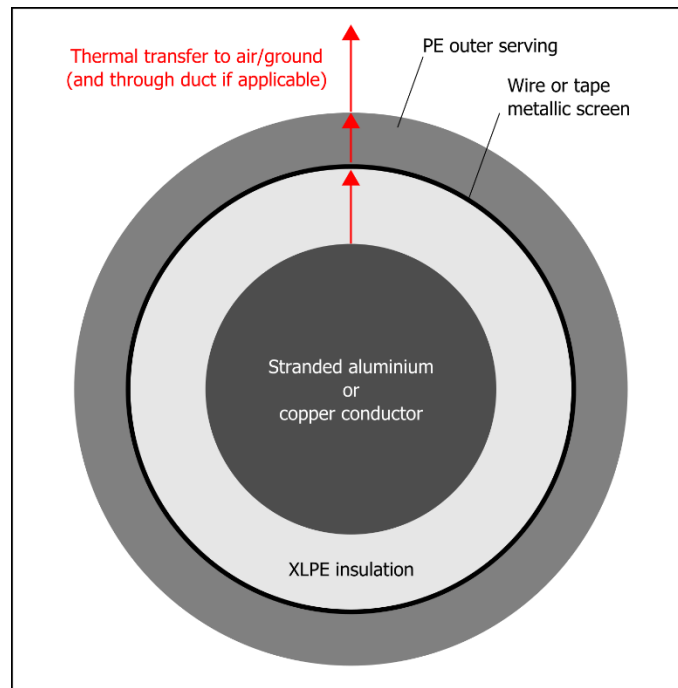 Thermal transfer to air/ground
(and through duct if applicable)
PE outer serving
Wire or tape
metallic screen
Stranded aluminium
or
copper conductor
XLPE insulation